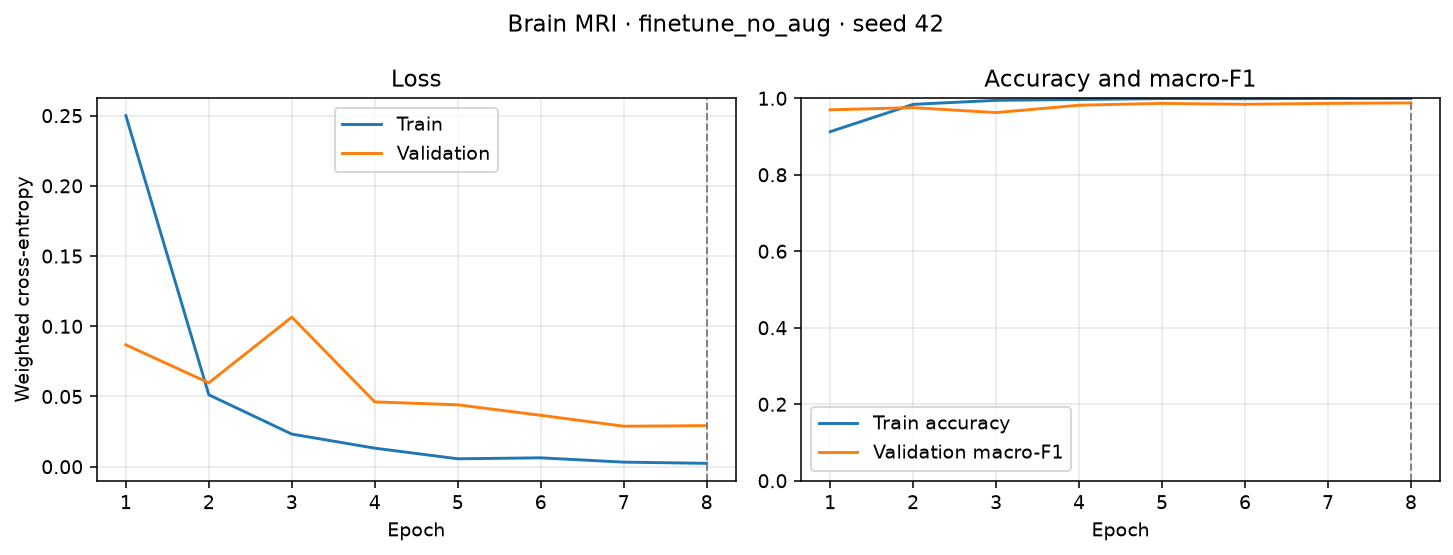 Brain MRI · finetune_no_aug · seed 42
Loss
Weighted cross-entropy
0.25
0.20
0.15
0.10
0.05
0.00
Train
Validation
1 2 3 4 5 6 7 8
Epoch
Accuracy and macro-F1
1.0
0.8
0.6
0.4
0.2
0.0
Train accuracy
Validation macro-F1
1 2 3 4 5 6 7 8
Epoch